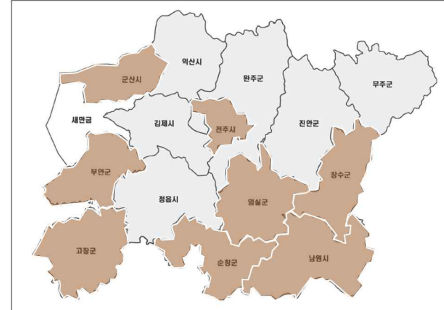 익산시
완주군
무주군
군산시
새만금
김제시
전주시
진안군
부안군
장수군
정읍시
임실군
고창군
순창군
남원시